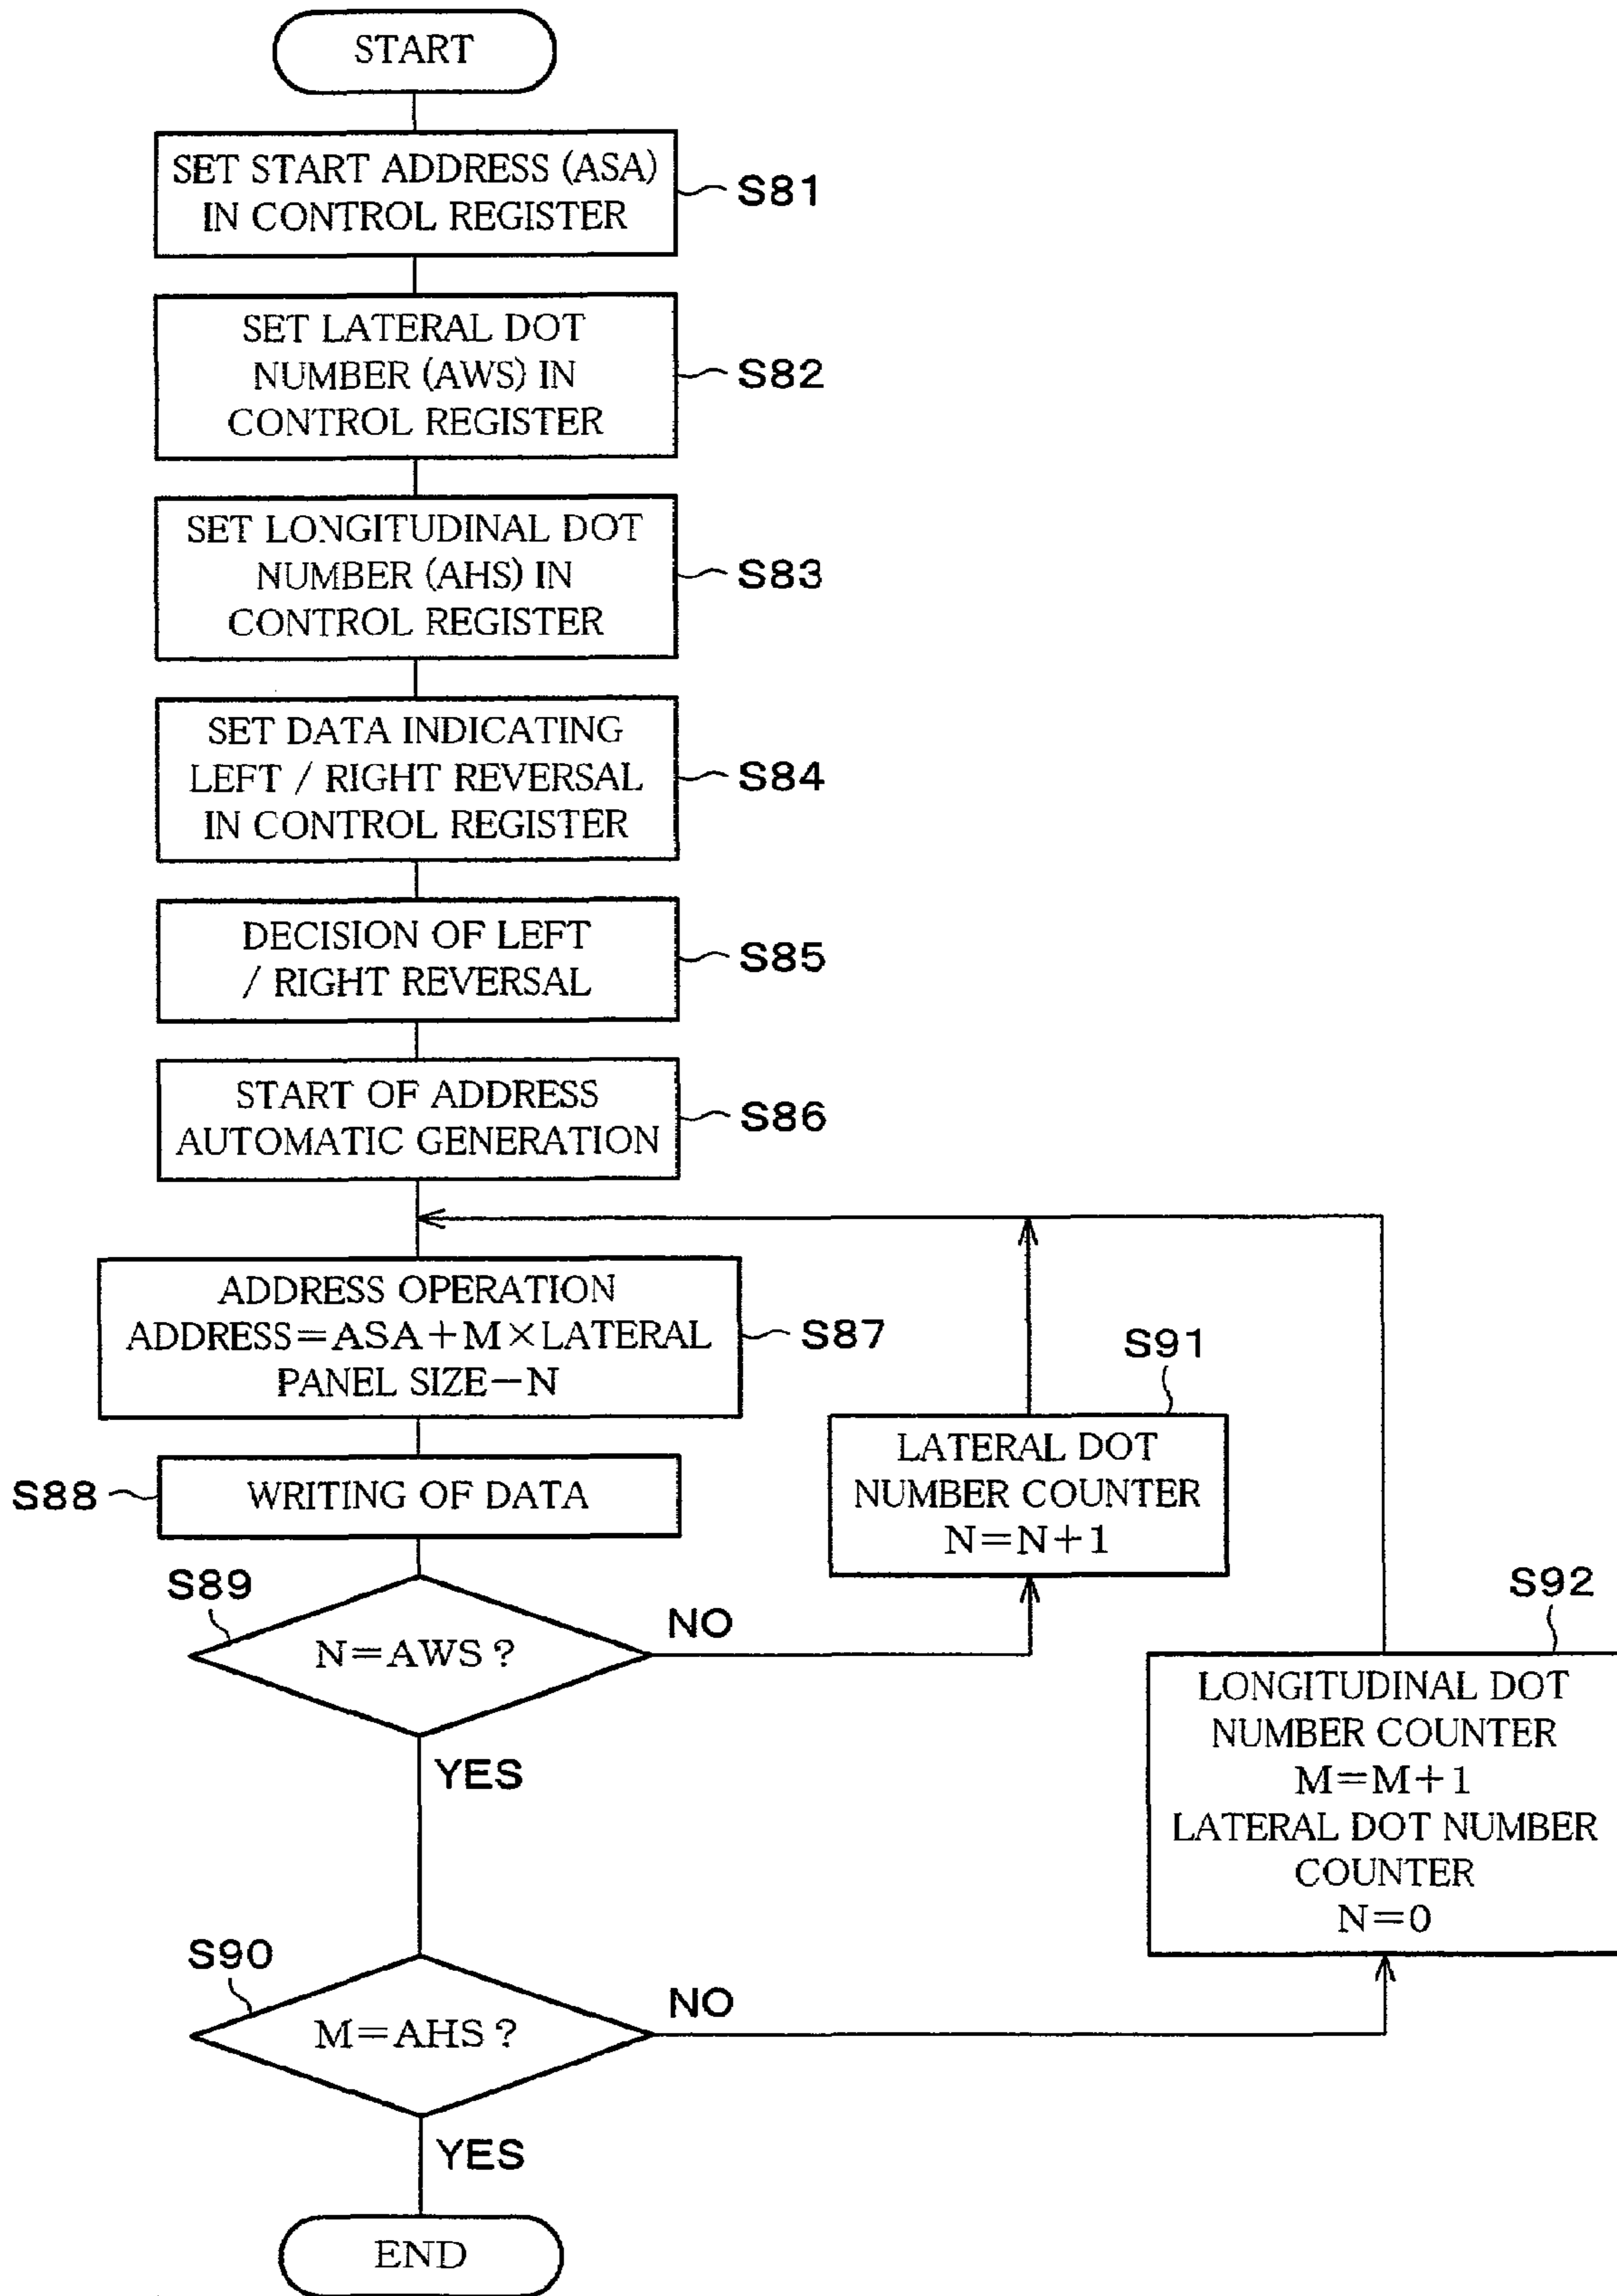 START
SET START ADDRESS (ASA)
IN CONTROL REGISTER
S81
SET LATERAL DOT
NUMBER (AWS) IN
CONTROL REGISTER
S82
SET LONGITUDINAL DOT
NUMBER (AHS) IN
CONTROL REGISTER
S83
SET DATA INDICATING
LEFT / RIGHT REVERSAL
IN CONTROL REGISTER
S84
DECISION OF LEFT
/ RIGHT REVERSAL
S85
START OF ADDRESS
AUTOMATIC GENERATION
S86
ADDRESS OPERATION
ADDRESS=ASA+M×LATERAL
PANEL SIZE−N
S87
S88
WRITING OF DATA
S89
N=AWS?
NO
YES
S91
LATERAL DOT
NUMBER COUNTER
N=N+1
S90
M=AHS?
NO
YES
S92
LONGITUDINAL DOT
NUMBER COUNTER
M=M+1
LATERAL DOT NUMBER
COUNTER
N=0
END